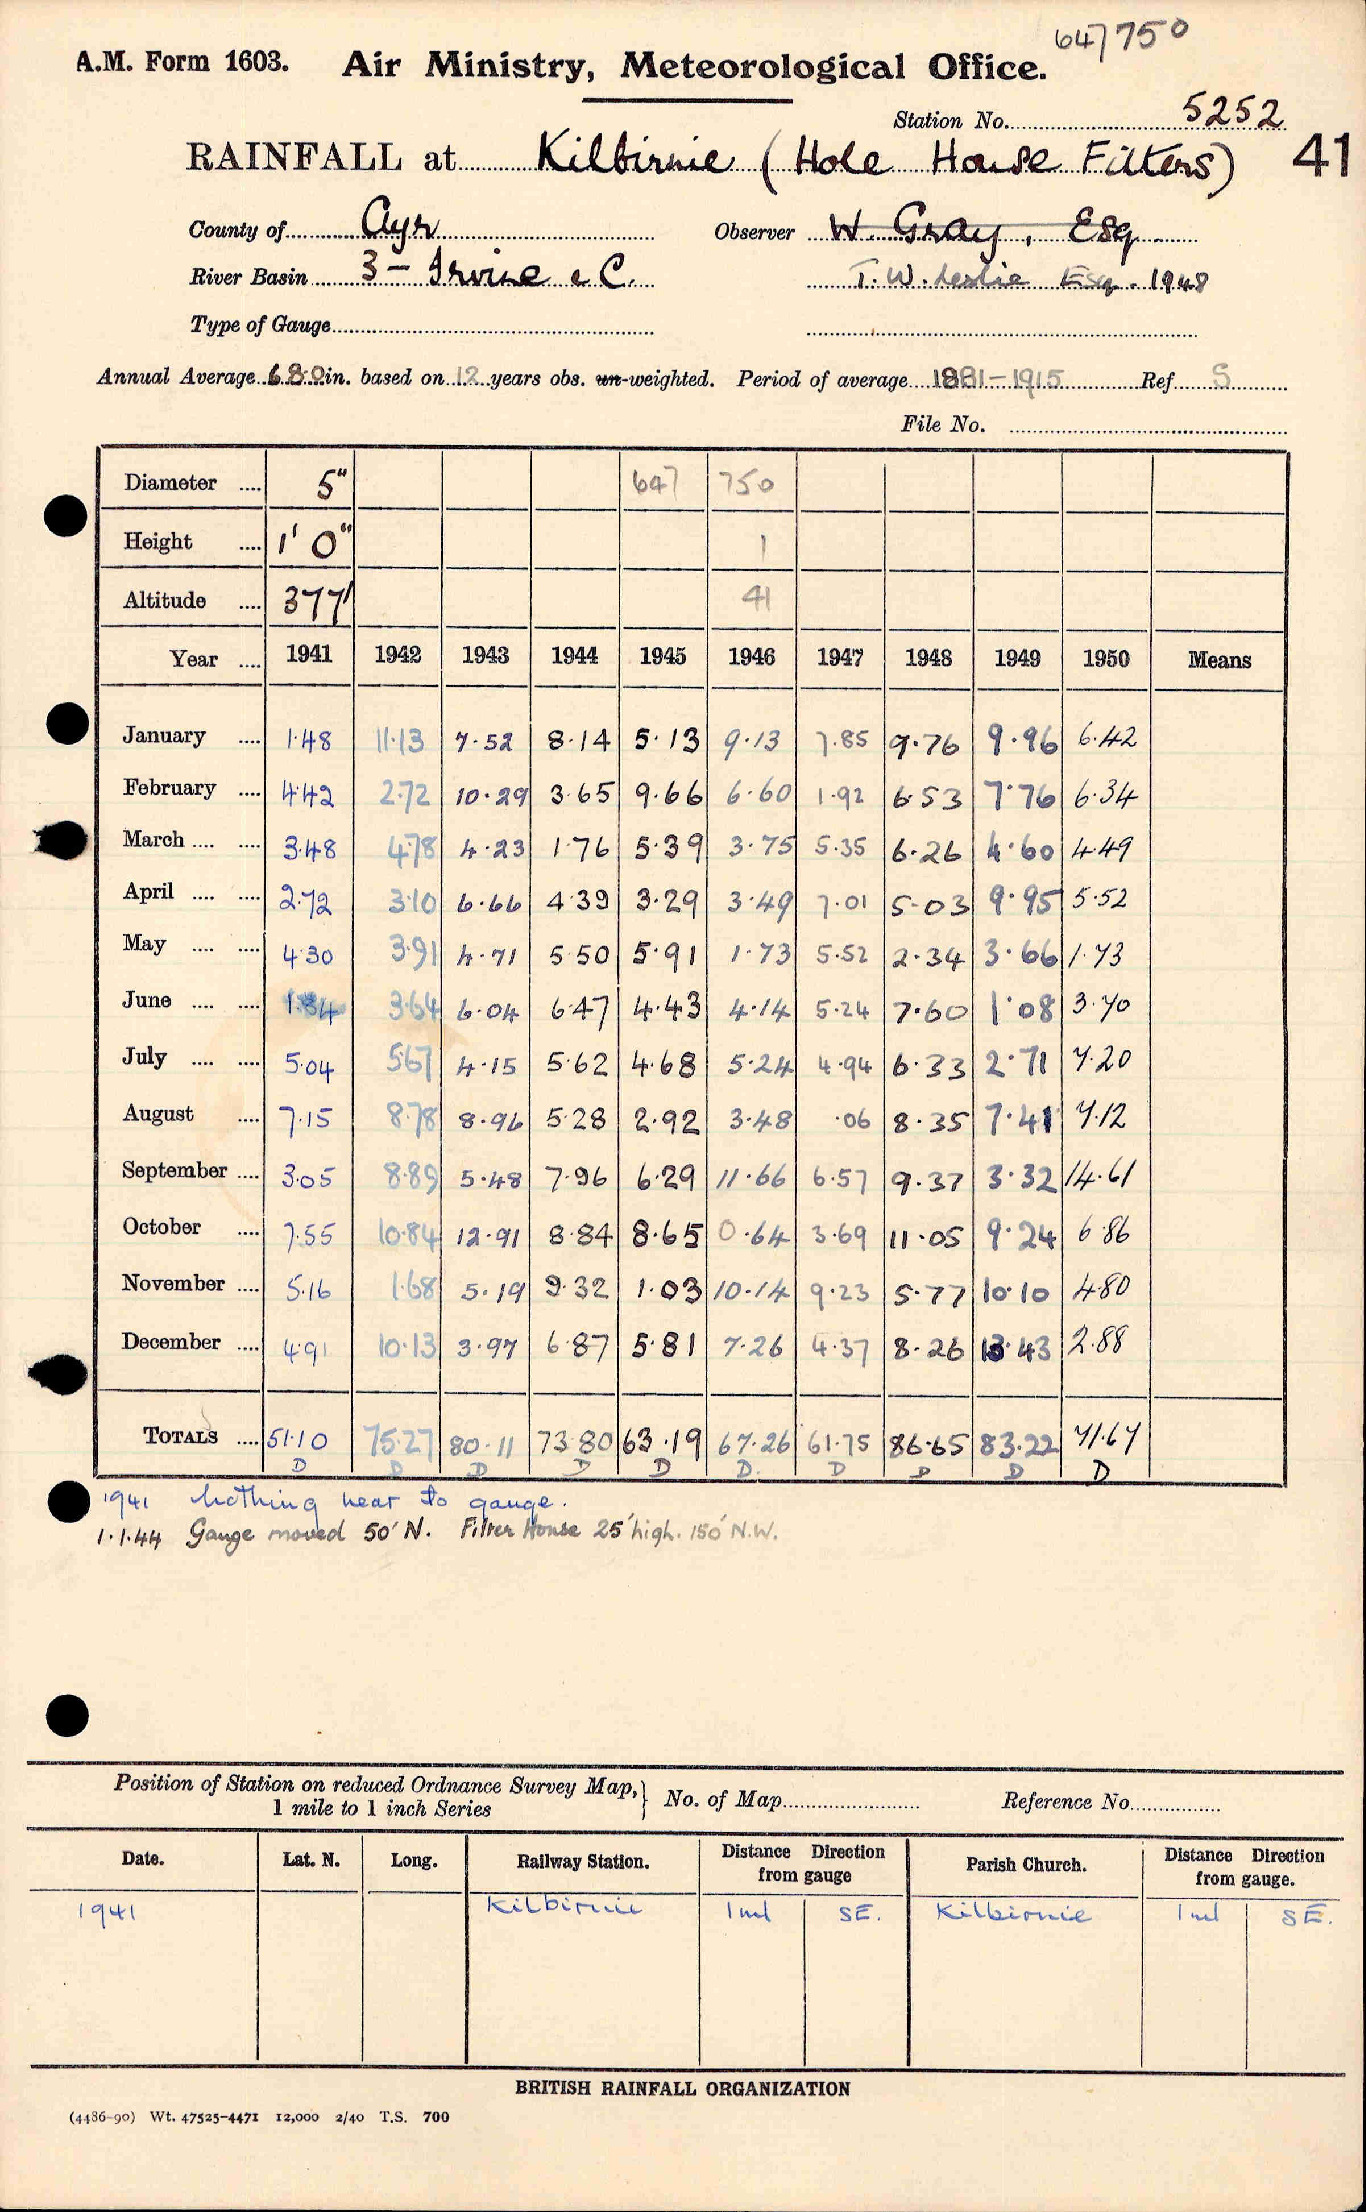 647750
A.M. Form 1603. Air Ministry, Meteorological Office.
Station No. 5252
RAINFALL at Kilbirnie (Hole House Filters) 41
County of Ayr Observer W. Gray, Esq
River Basin 3 - Irvine &C. T.W. Leslie Esq. 1948
Type of Gauge
Annual Average 68.0 in. based on 12 years obs. un-weighted. Period of average 1881-1915 Ref S
File No.
Diameter .... 5" 647 750
Height .... 1' 0" 1
Altitude .... 377' 41
Year .... 1941 1942 1943 1944 1945 1946 1947 1948 1949 1950 Means
January .... 1.48 11.13 7.52 8.14 5.13 9.13 7.85 9.76 9.96 6.42
February .... 4.42 2.72 10.29 3.65 9.66 6.60 1.92 6.53 7.76 6.34
March .... .... 3.48 4.78 4.23 1.76 5.39 3.75 5.35 6.26 4.60 4.49
April .... .... 2.72 3.10 6.66 4.39 3.29 3.49 7.01 5.03 9.95 5.52
May .... .... 4.30 3.91 4.71 5.50 5.91 1.73 5.52 2.34 3.66 1.73
June .... .... 1.84 3.64 6.04 6.47 4.43 4.14 5.24 7.60 1.08 3.70
July .... .... 5.04 5.67 4.15 5.62 4.68 5.24 4.94 6.33 2.71 7.20
August .... 7.15 8.78 8.96 5.28 2.92 3.48 .06 8.35 7.41 7.12
September .... 3.05 8.89 5.48 7.96 6.29 11.66 6.57 9.37 3.32 14.61
October .... 7.55 10.84 12.91 8.84 8.65 0.64 3.69 11.05 9.24 6.86
November .... 5.16 1.68 5.19 9.32 1.03 10.14 9.23 5.77 10.10 4.80
December .... 4.91 10.13 3.97 6.87 5.81 7.26 4.37 8.26 13.43 2.88
TOTALS .... 51.10 75.27 80.11 73.80 63.19 67.26 61.75 86.65 83.22 71.67
D D D D D D. D D D D
1941 Nothing near to gauge.
1.1.44 Gauge moved 50' N. Filter House 25' high. 150' N.W.
Position of Station on reduced Ordnance Survey Map,
1 mile to 1 inch Series } No. of Map Reference No.
Date. Lat. N. Long. Railway Station. Distance Direction from gauge Parish Church. Distance Direction from gauge.
1941 Kilbirnie 1 ml SE. Kilbirnie 1 ml SE.
BRITISH RAINFALL ORGANIZATION
(4486-90) Wt. 47525-4471 12,000 2/40 T.S. 700